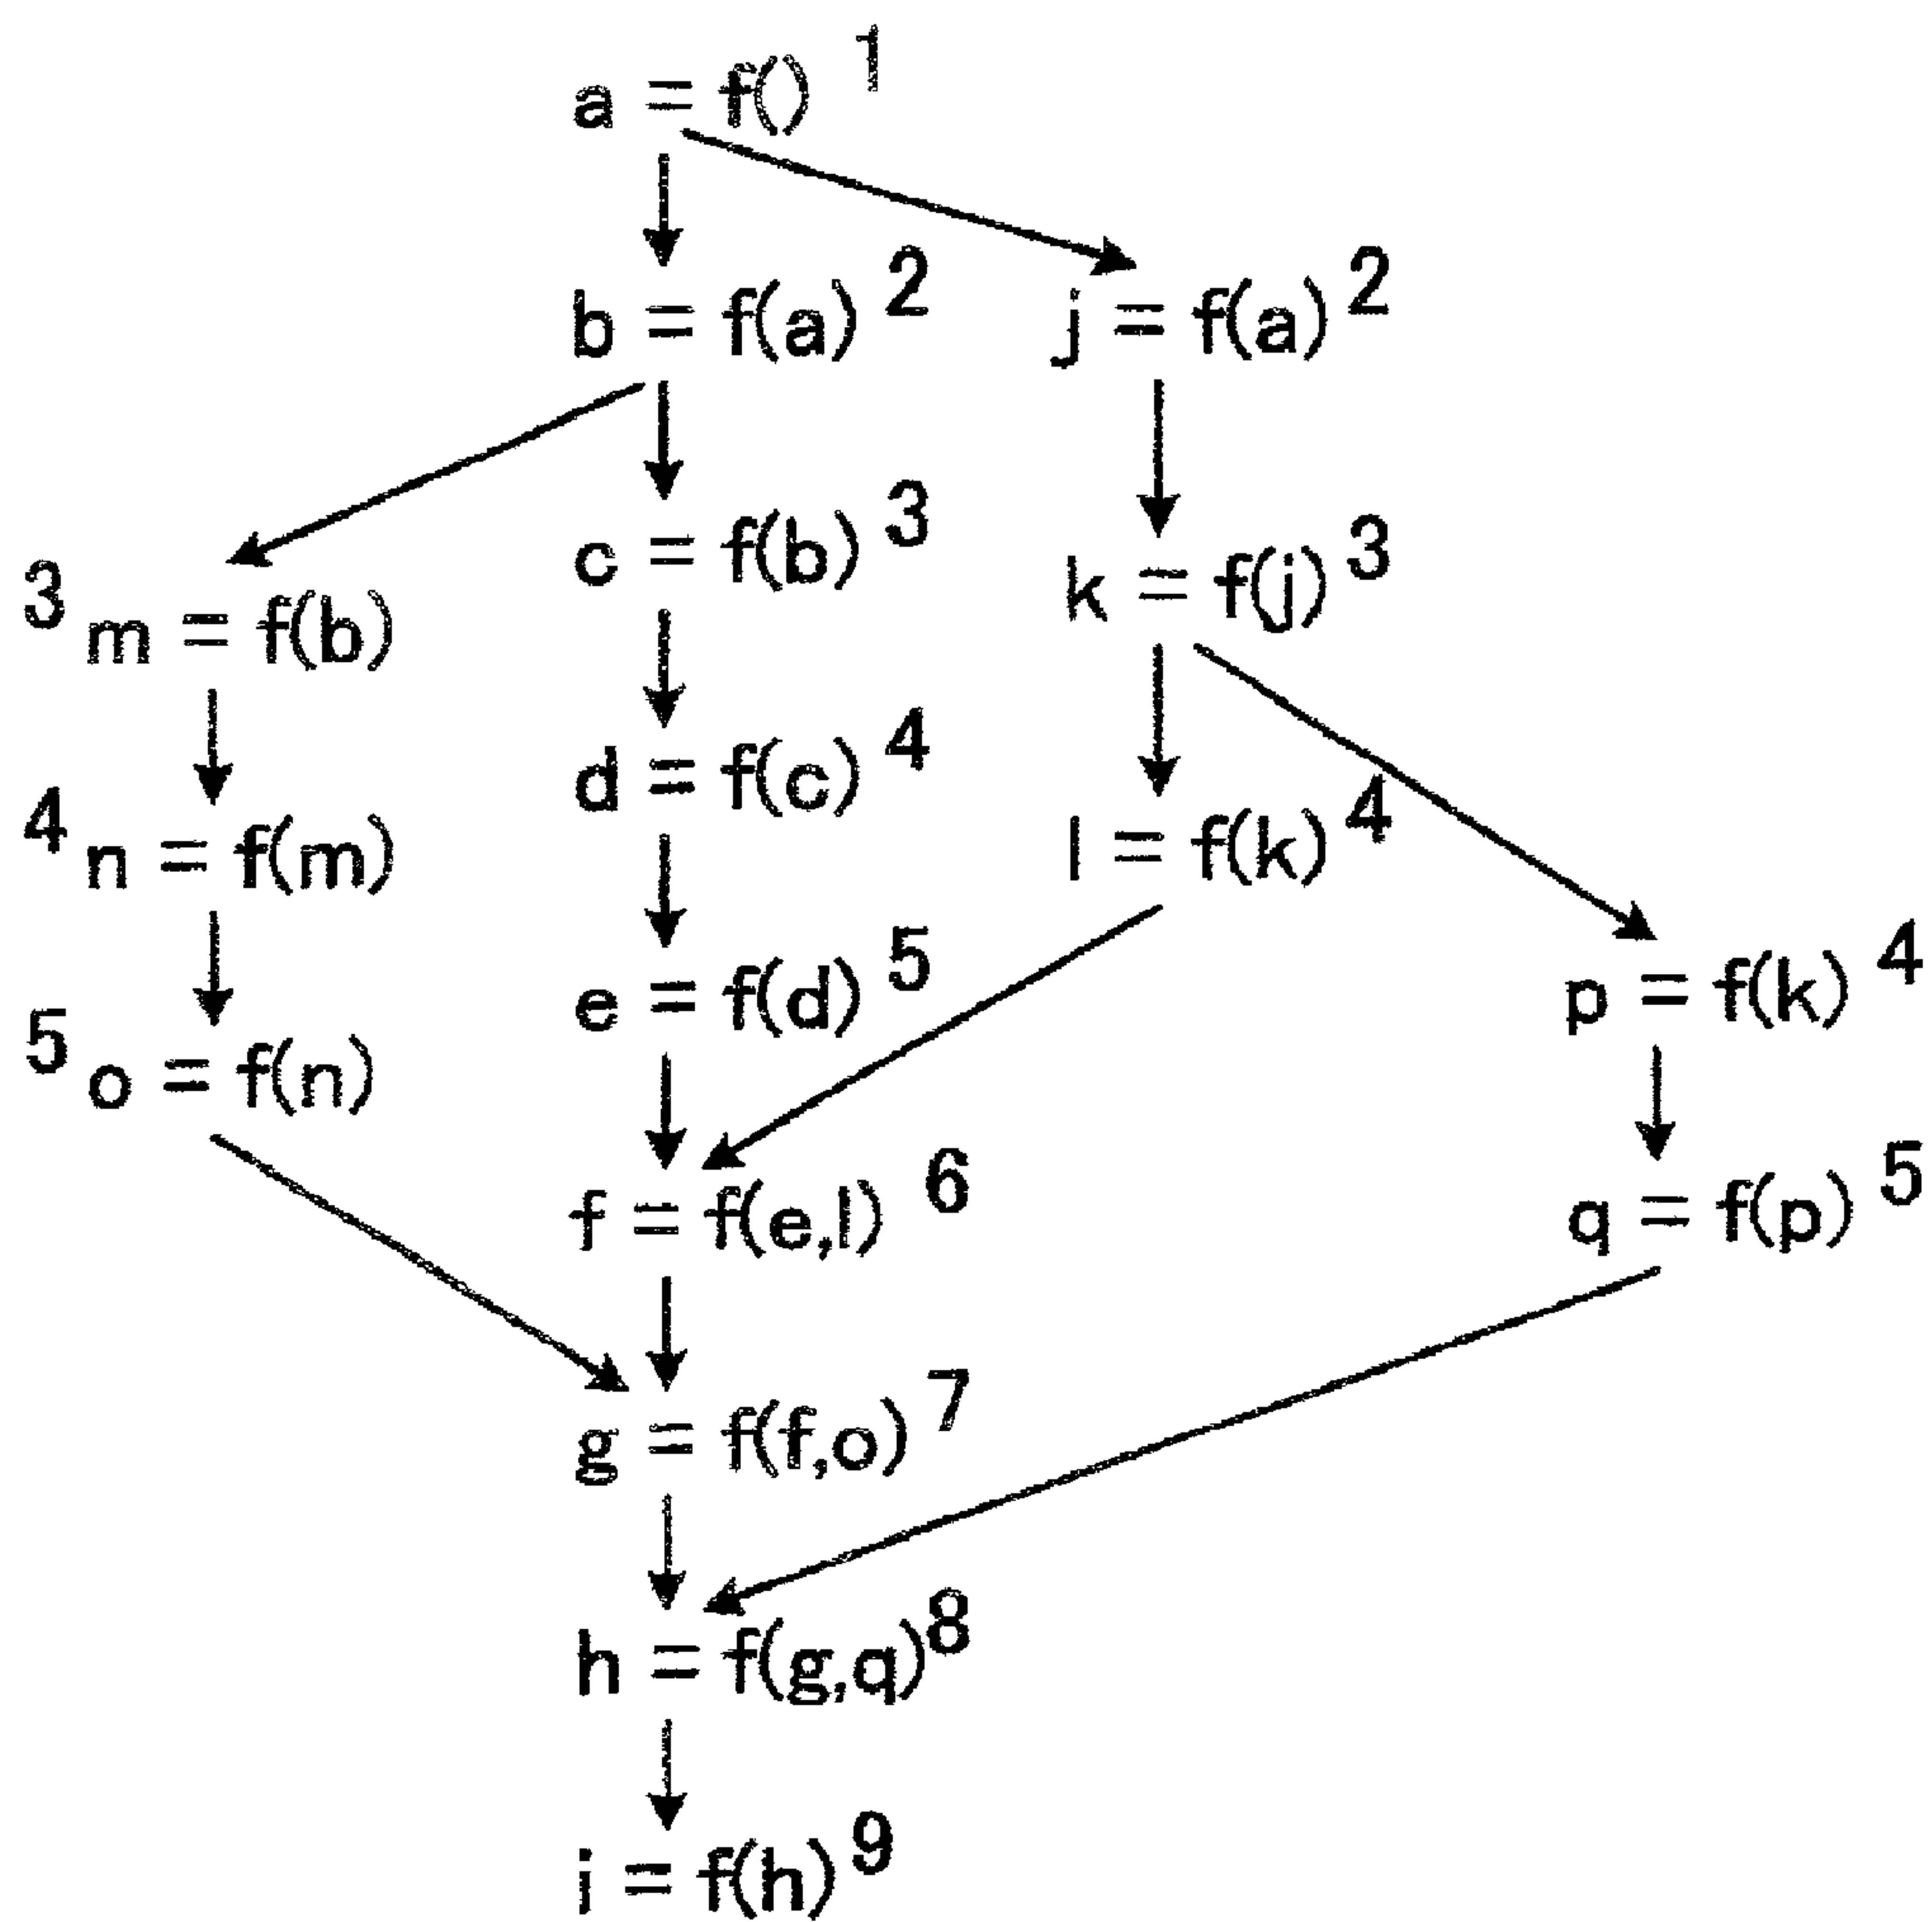 a = f() 1
b = f(a) 2
j = f(a) 2
c = f(b) 3
k = f(j) 3
3 m = f(b)
d = f(c) 4
l = f(k) 4
4 n = f(m)
e = f(d) 5
p = f(k) 4
5 o = f(n)
f = f(e,l) 6
q = f(p) 5
g = f(f,o) 7
h = f(g,q) 8
i = f(h) 9